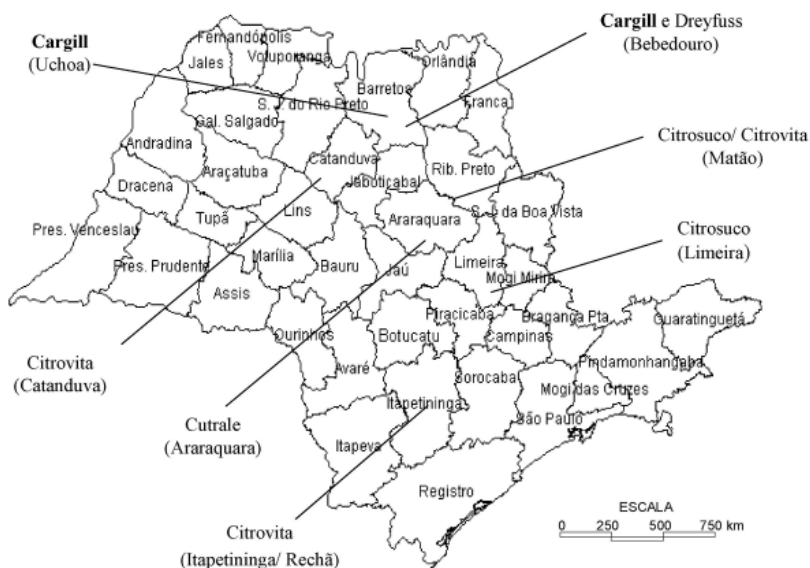 Cargill
(Uchoa)
Cargill e Dreyfuss
(Bebedouro)
Fernandópolis
Votuporanga
Jales
Orlândia
Barretos
Franca
S. J. do Rio Preto
Gal. Salgado
Citrosuco/ Citrovita
(Matão)
Andradina
Catanduva
Rib. Preto
Araçatuba
Jaboticabal
Dracena
Tupã
Lins
Araraquara
S. J. da Boa Vista
Pres. Venceslau
Citrosuco
(Limeira)
Marília
Pres. Prudente
Bauru
Jaú
Limeira
Mogi Mirim
Assis
Piracicaba
Bragança Pta.
Guaratinguetá
Ourinhos
Botucatu
Campinas
Citrovita
(Catanduva)
Avaré
Sorocaba
Pindamonhangaba
Mogi das Cruzes
Itapetininga
Cutrale
(Araraquara)
São Paulo
Itapeva
Registro
ESCALA
0 250 500 750 km
Citrovita
(Itapetininga/ Rechã)